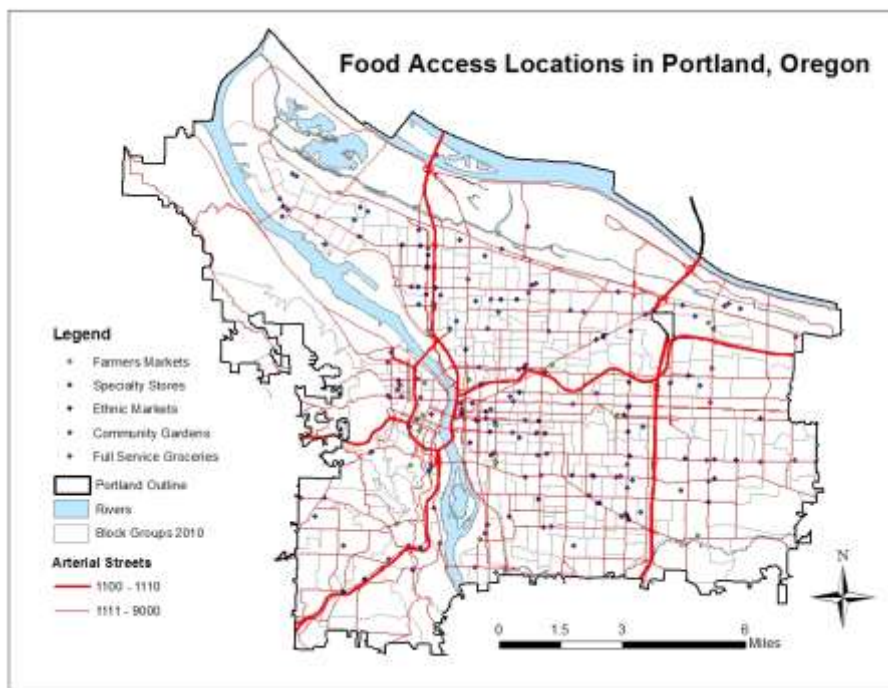 Food Access Locations in Portland, Oregon
Legend
Farmers Markets
Specialty Stores
Ethnic Markets
Community Gardens
Full Service Groceries
Portland Outline
Rivers
Block Groups 2010
Arterial Streets
1100 - 1110
1111 - 9000
N
0 1.5 3 6
Miles